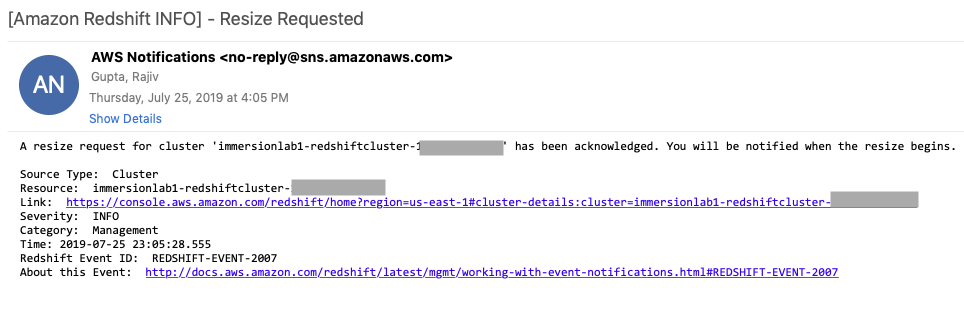 [Amazon Redshift INFO] - Resize Requested
AN
AWS Notifications <no-reply@sns.amazonaws.com>
Gupta, Rajiv
Thursday, July 25, 2019 at 4:05 PM
Show Details
A resize request for cluster 'immersionlab1-redshiftcluster-1 ' has been acknowledged. You will be notified when the resize begins.
Source Type:  Cluster
Resource:  immersionlab1-redshiftcluster-
Link:  https://console.aws.amazon.com/redshift/home?region=us-east-1#cluster-details:cluster=immersionlab1-redshiftcluster-
Severity:  INFO
Category:  Management
Time: 2019-07-25 23:05:28.555
Redshift Event ID:  REDSHIFT-EVENT-2007
About this Event:  http://docs.aws.amazon.com/redshift/latest/mgmt/working-with-event-notifications.html#REDSHIFT-EVENT-2007